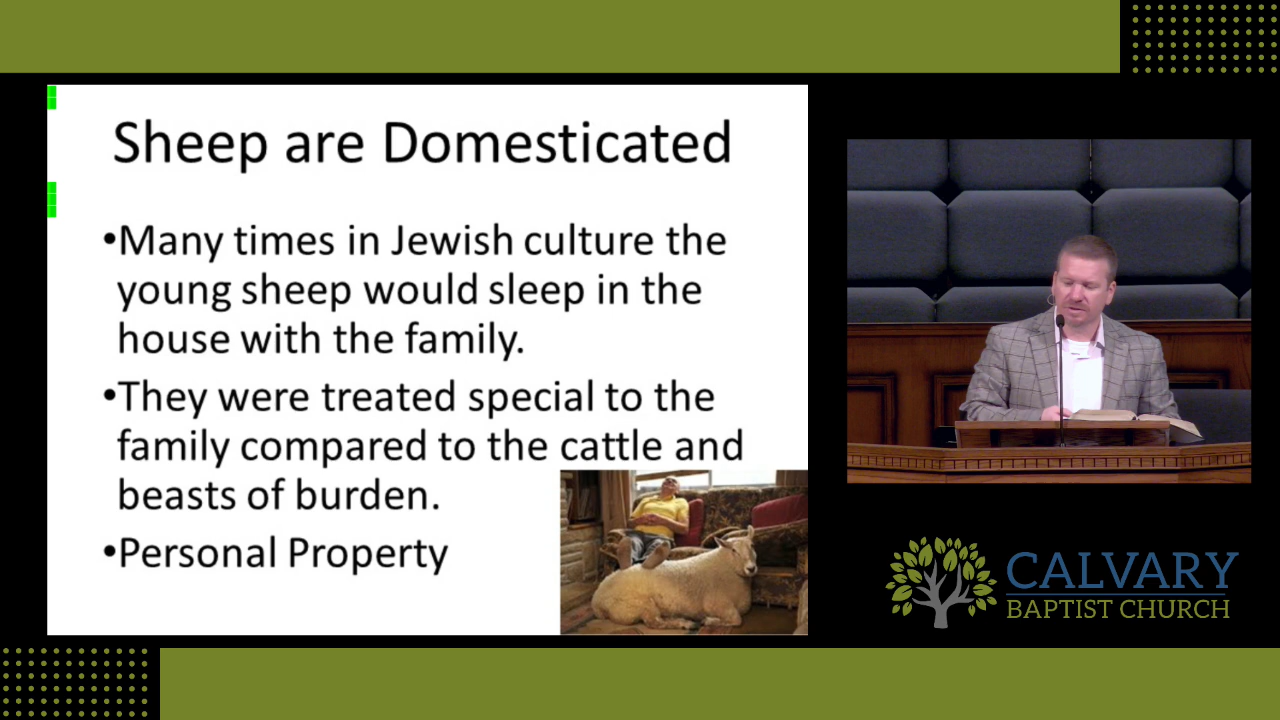 Sheep are Domesticated
•Many times in Jewish culture the
young sheep would sleep in the
house with the family.
•They were treated special to the
family compared to the cattle and
beasts of burden.
•Personal Property
CALVARY
BAPTIST CHURCH